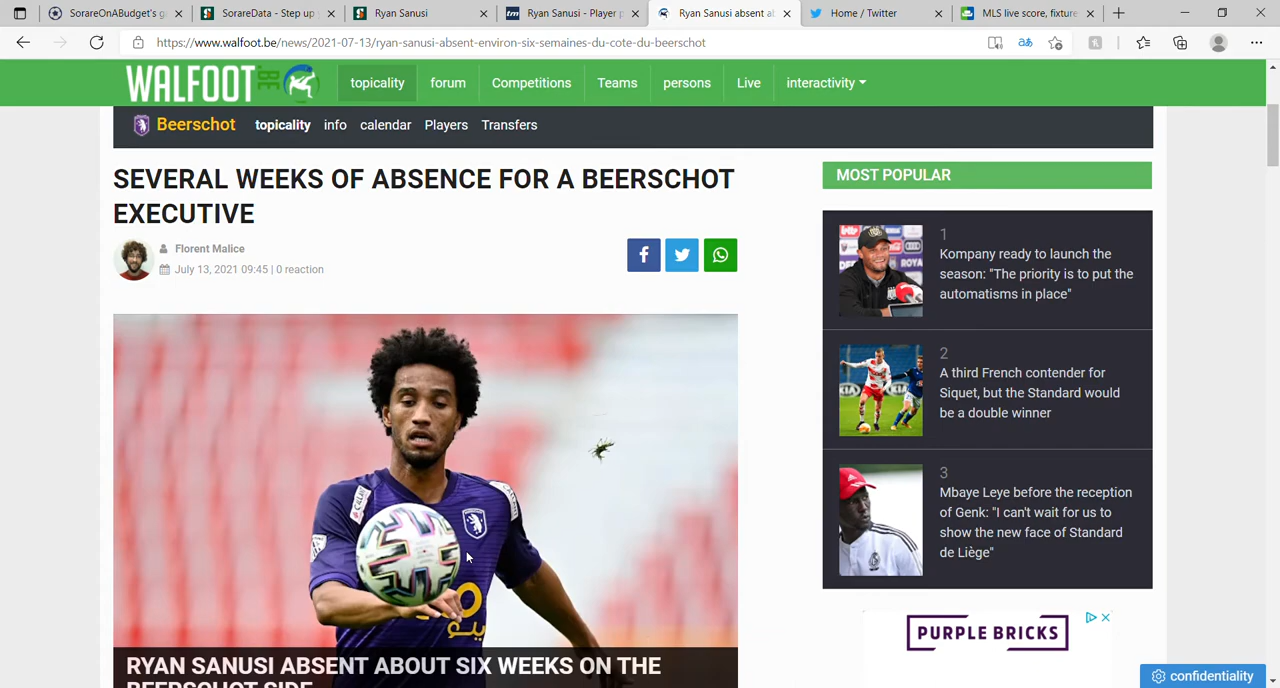 SorareOnABudget's g
SorareData - Step up
Ryan Sanusi
Ryan Sanusi - Player p
Ryan Sanusi absent a
Home / Twitter
MLS live score, fixture
https://www.walfoot.be/news/2021-07-13/ryan-sanusi-absent-environ-six-semaines-du-cote-du-beerschot
WALFOOT.BE
topicality
forum
Competitions
Teams
persons
Live
interactivity
Beerschot
topicality
info
calendar
Players
Transfers
SEVERAL WEEKS OF ABSENCE FOR A BEERSCHOT
EXECUTIVE
Florent Malice
July 13, 2021 09:45 | 0 reaction
RYAN SANUSI ABSENT ABOUT SIX WEEKS ON THE
BEERSCHOT SIDE
MOST POPULAR
1
Kompany ready to launch the
season: "The priority is to put the
automatisms in place"
2
A third French contender for
Siquet, but the Standard would
be a double winner
3
Mbaye Leye before the reception
of Genk: "I can't wait for us to
show the new face of Standard
de Liège"
PURPLE BRICKS
confidentiality